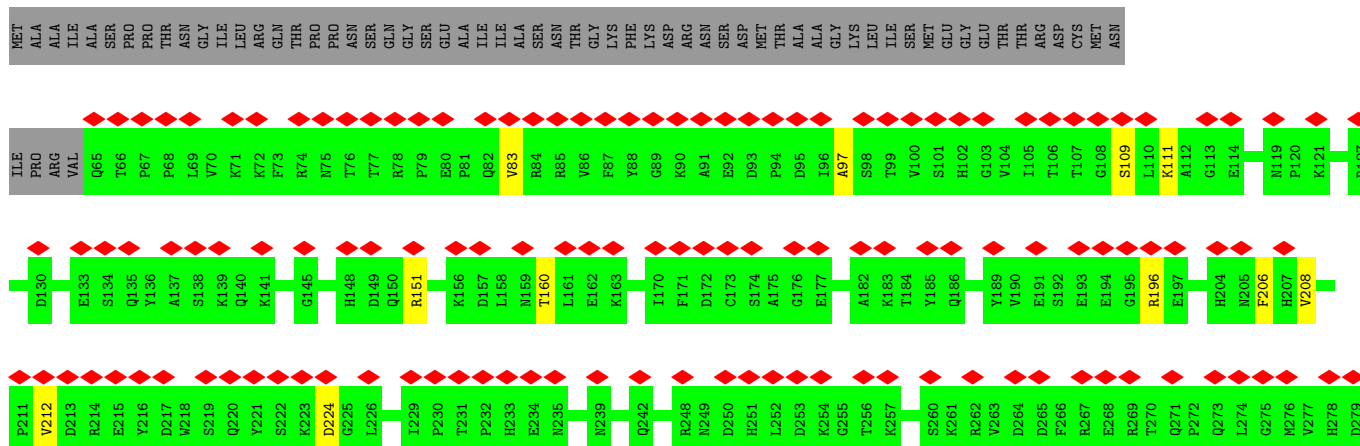 MET ALA ALA ILE ALA SER PRO PRO THR ASN GLY ILE LEU ARG GLN THR PRO PRO ASN SER GLN GLY SER GLU ALA ILE ILE ALA SER ASN THR GLY LYS PHE LYS ASP ARG ASN SER ASP MET THR ALA ALA GLY LYS LEU ILE SER MET GLU GLY GLU THR THR ARG ASP CYS MET ASN
ILE PRO ARG VAL Q65 T66 P67 P68 L69 V70 K71 K72 F73 R74 N75 T76 T77 R78 P79 E80 P81 Q82 V83 R84 R85 V86 F87 Y88 G89 K90 A91 E92 D93 P94 D95 I96 A97 S98 T99 V100 S101 H102 G103 V104 I105 T106 T107 G108 S109 L110 K111 A112 G113 E114 N119 P120 K121
D130 E133 S134 Q135 Y136 A137 S138 K139 Q140 K141 G145 H148 D149 Q150 R151 K156 D157 L158 N159 T160 L161 E162 K163 I170 F171 D172 C173 S174 A175 G176 E177 A182 K183 T184 Y185 Q186 Y189 V190 E191 S192 E193 E194 G195 R196 E197 H204 N205 F206 H207 V208
P211 V212 D213 R214 E215 Y216 D217 W218 S219 Q220 Y221 S222 K223 D224 G225 L226 I229 P230 T231 P232 H233 E234 N235 N239 Q242 R248 N249 D250 H251 L252 D253 K254 G255 T256 K257 S260 K261 R262 V263 D264 D265 F266 R267 E268 R269 T270 Q271 P272 Q273 L274 G275 M276 V277 H278 D279